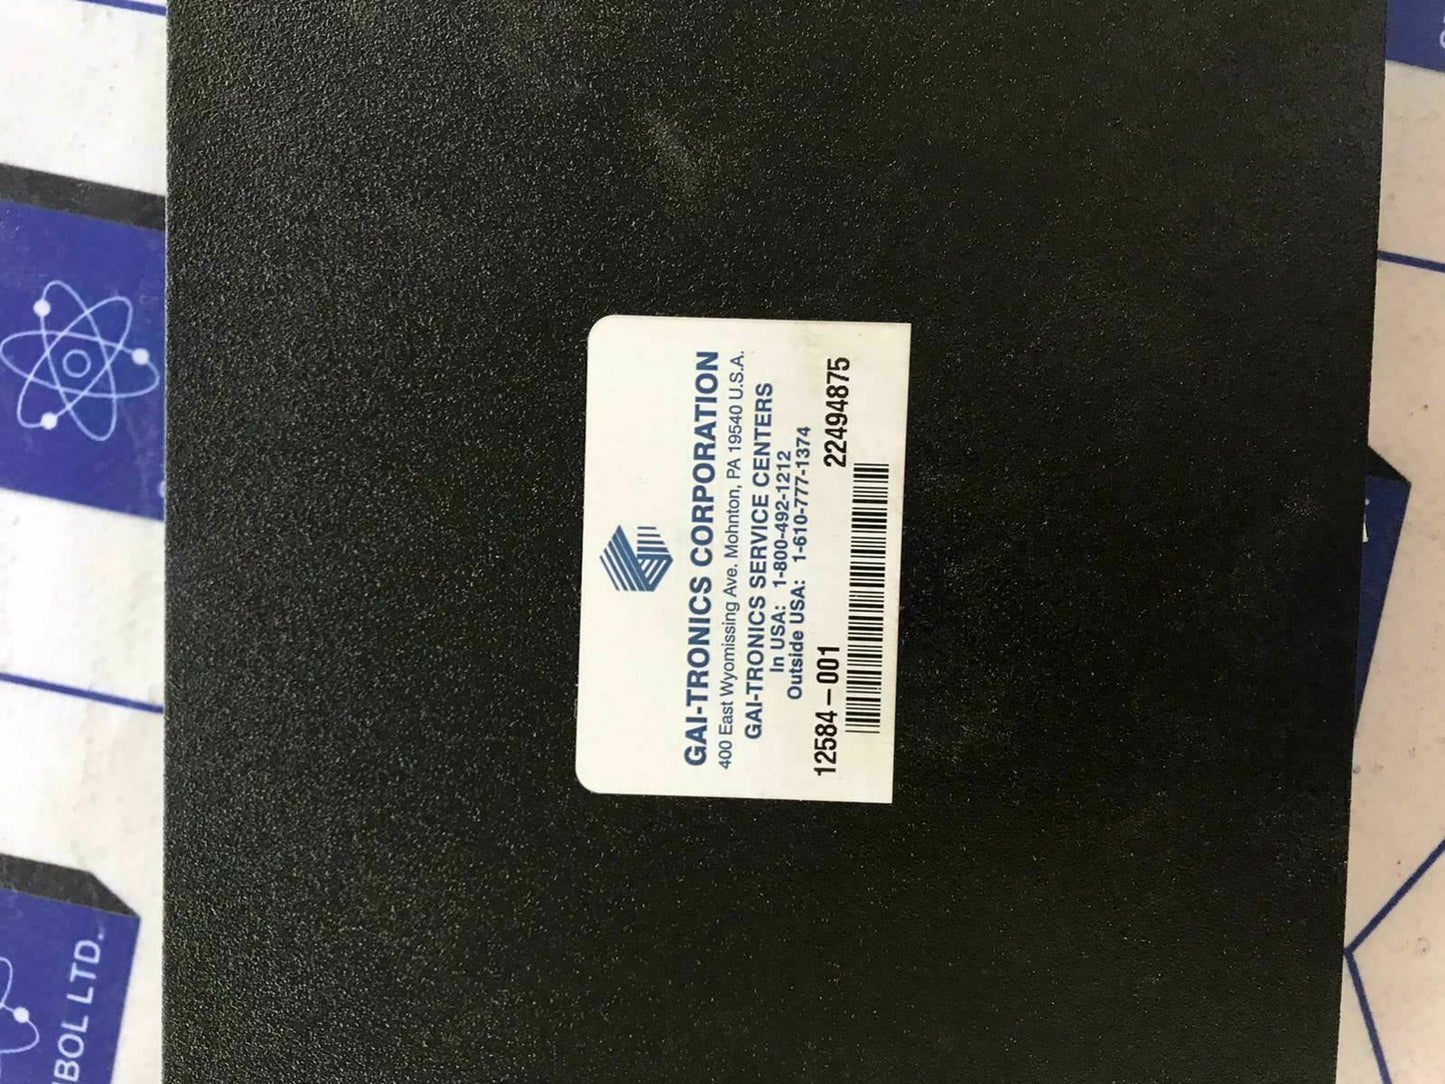 GAI-TRONICS CORPORATION
400 East Wyomissing Ave. Mohnton, PA 19540 U.S.A.
GAI-TRONICS SERVICE CENTERS
In USA: 1-800-492-1212
Outside USA: 1-610-777-1374
12584-001 22494875
BOL LTD.